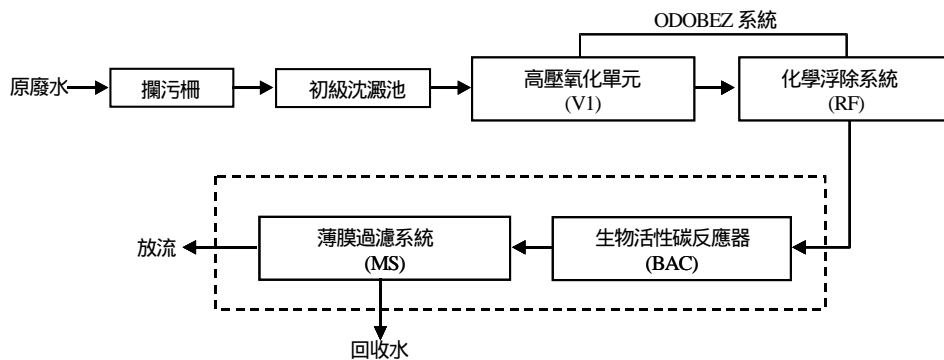 ODOBEZ 系統
原廢水
攔污柵
初級沈澱池
高壓氧化單元
(V1)
化學浮除系統
(RF)
放流
薄膜過濾系統
(MS)
生物活性碳反應器
(BAC)
回收水